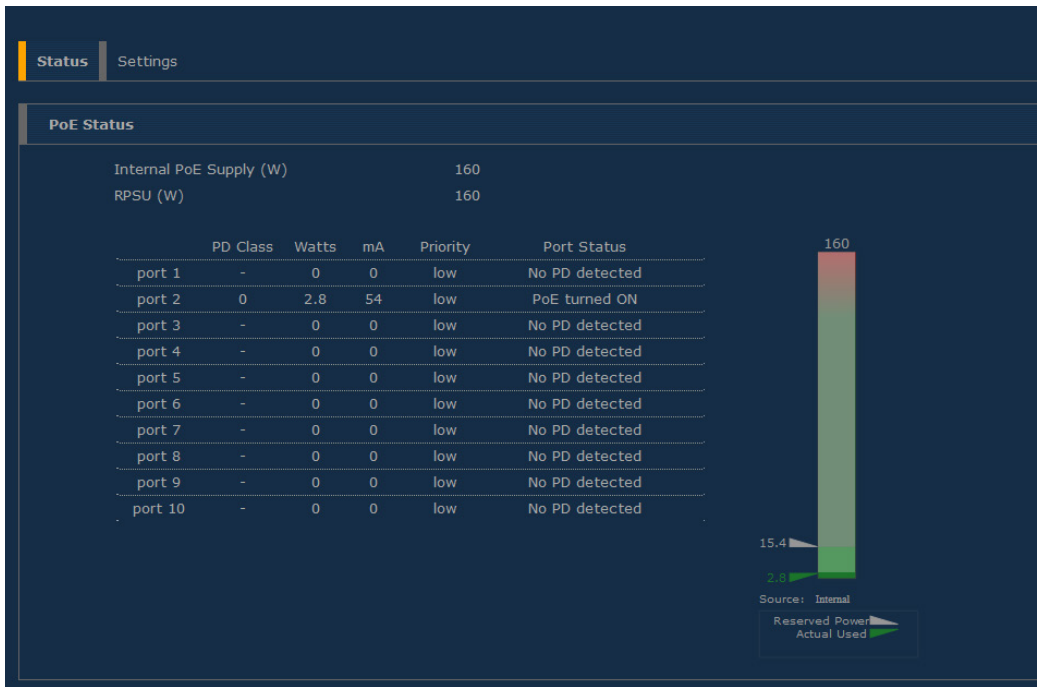 Status Settings
PoE Status
Internal PoE Supply (W) 160
RPSU (W) 160
PD Class Watts mA Priority Port Status
port 1 - 0 0 low No PD detected
port 2 0 2.8 54 low PoE turned ON
port 3 - 0 0 low No PD detected
port 4 - 0 0 low No PD detected
port 5 - 0 0 low No PD detected
port 6 - 0 0 low No PD detected
port 7 - 0 0 low No PD detected
port 8 - 0 0 low No PD detected
port 9 - 0 0 low No PD detected
port 10 - 0 0 low No PD detected
160
15.4
2.8
Source: Internal
Reserved Power
Actual Used